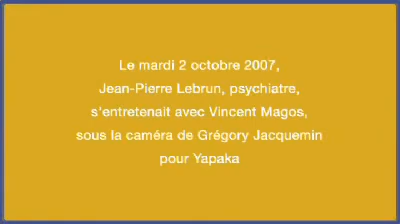 Le mardi 2 octobre 2007,
Jean-Pierre Lebrun, psychiatre,
s'entretenait avec Vincent Magos,
sous la caméra de Grégory Jacquemin
pour Yapaka